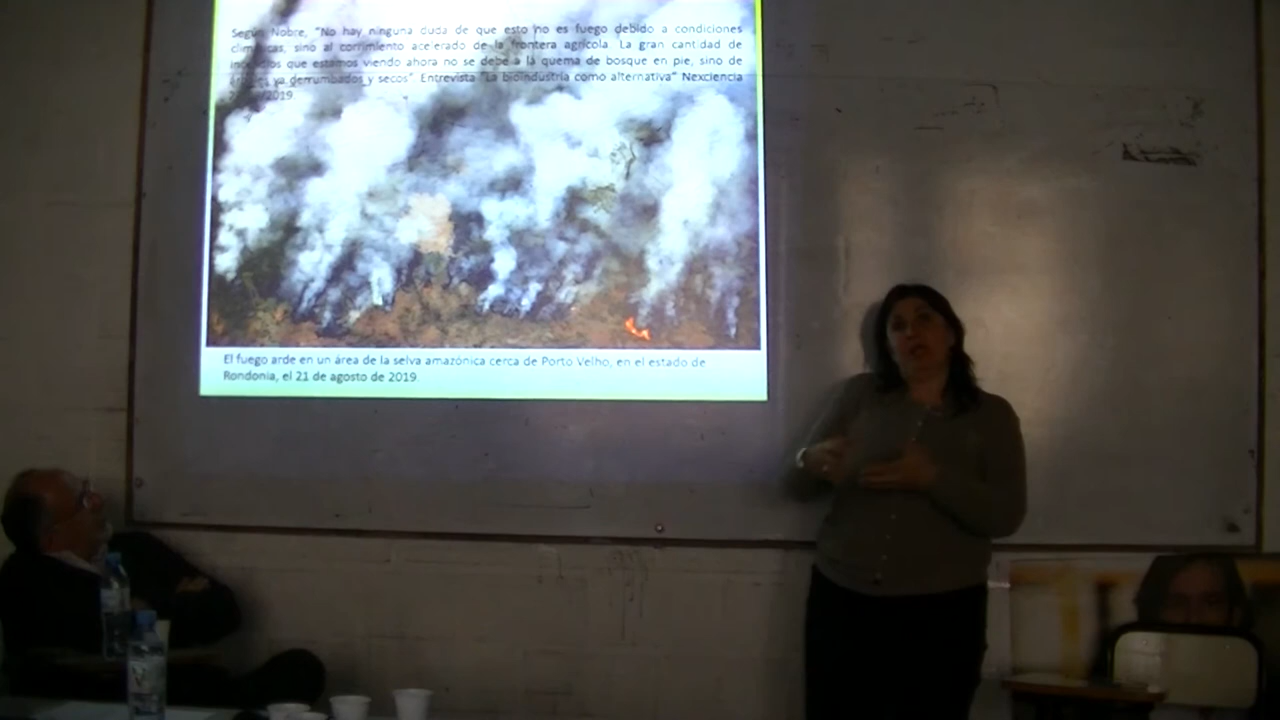 Según Nobre, "No hay ninguna duda de que esto no es fuego debido a condiciones
climáticas, sino al corrimiento acelerado de la frontera agrícola. La gran cantidad de
incendios que estamos viendo ahora no se debe a la quema de bosque en pie, sino de
árboles ya derrumbados y secos" Entrevista "La bioindustria como alternativa" Nexciencia
2019
El fuego arde en un área de la selva amazónica cerca de Porto Velho, en el estado de
Rondonia, el 21 de agosto de 2019